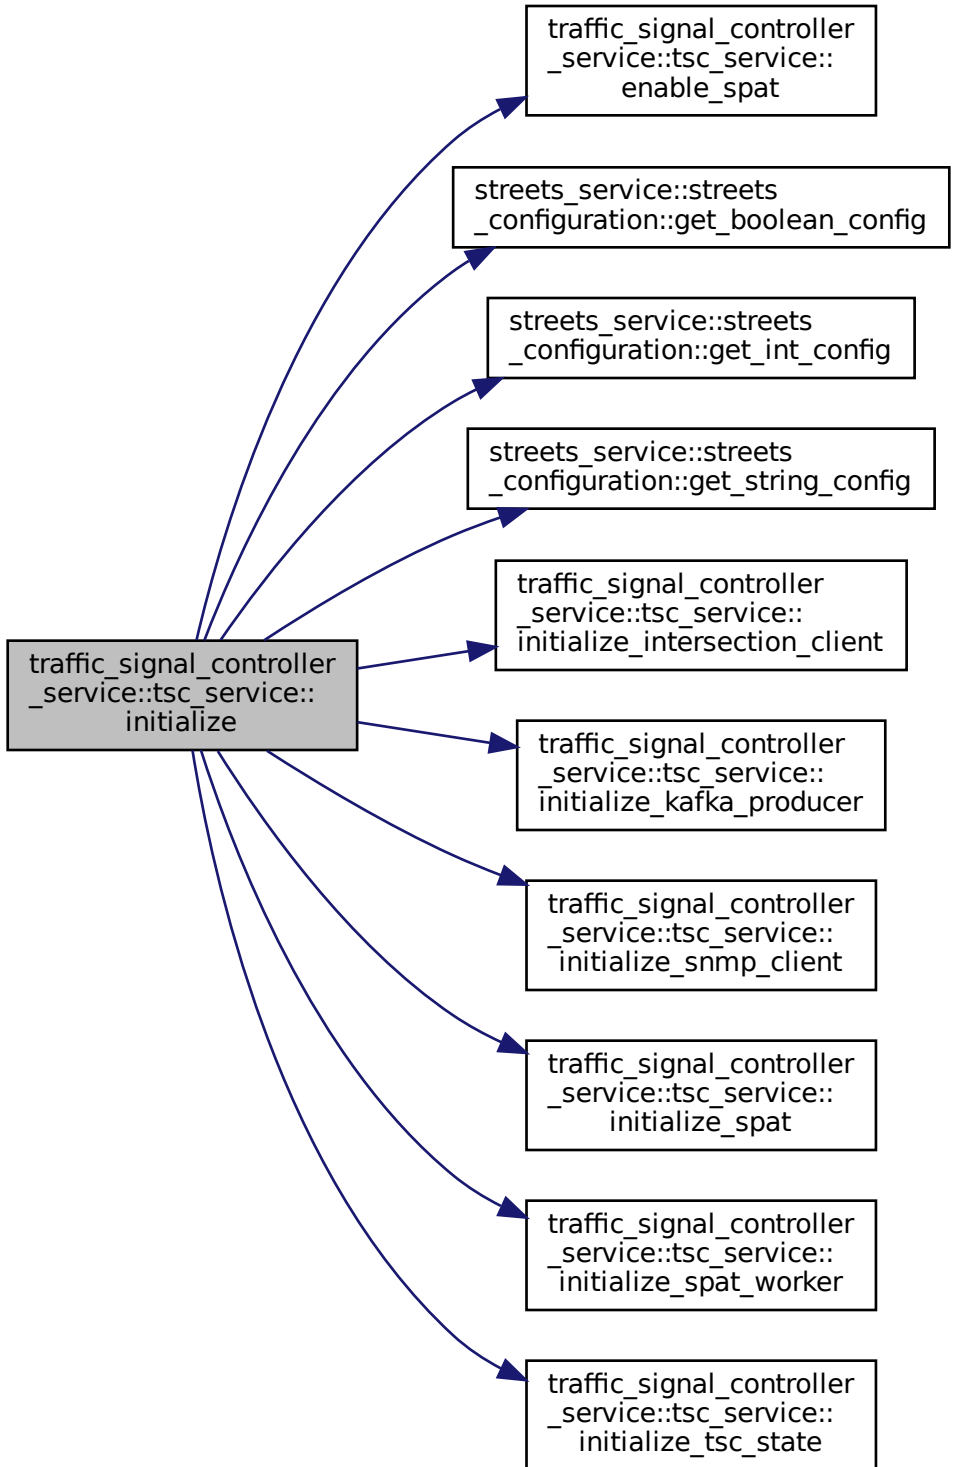 traffic_signal_controller
_service::tsc_service::
enable_spat
streets_service::streets
_configuration::get_boolean_config
streets_service::streets
_configuration::get_int_config
streets_service::streets
_configuration::get_string_config
traffic_signal_controller
_service::tsc_service::
initialize_intersection_client
traffic_signal_controller
_service::tsc_service::
initialize
traffic_signal_controller
_service::tsc_service::
initialize_kafka_producer
traffic_signal_controller
_service::tsc_service::
initialize_snmp_client
traffic_signal_controller
_service::tsc_service::
initialize_spat
traffic_signal_controller
_service::tsc_service::
initialize_spat_worker
traffic_signal_controller
_service::tsc_service::
initialize_tsc_state